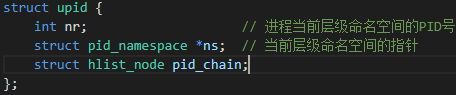 struct upid {
    int nr;                     // 进程当前层级命名空间的PID号
    struct pid_namespace *ns;   // 当前层级命名空间的指针
    struct hlist_node pid_chain;
};